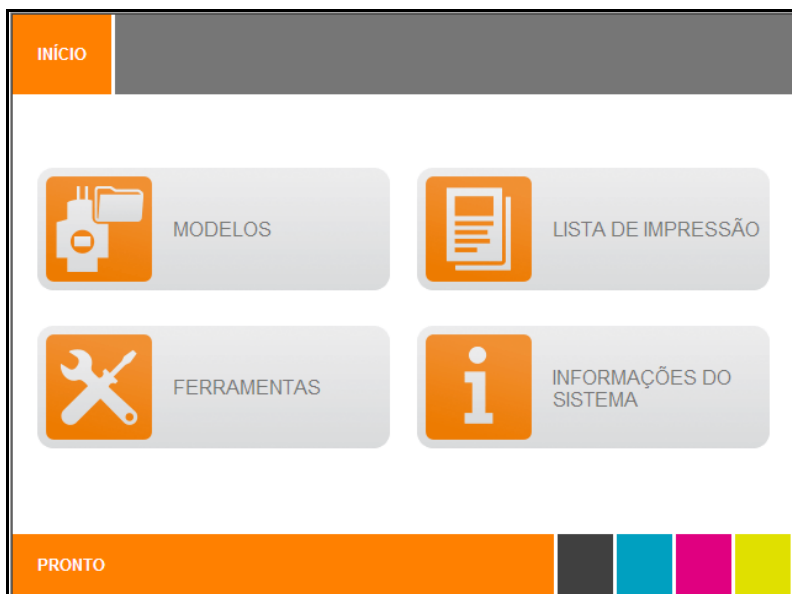 INÍCIO
MODELOS
LISTA DE IMPRESSÃO
FERRAMENTAS
INFORMAÇÕES DO
SISTEMA
PRONTO